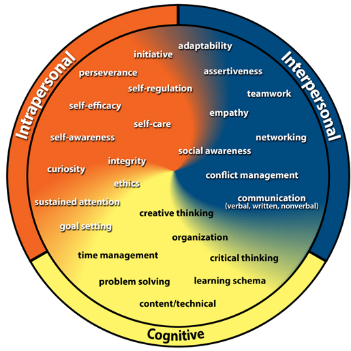 Intrapersonal
Interpersonal
adaptability
initiative
assertiveness
perseverance
self-regulation
teamwork
self-efficacy
empathy
self-care
self-awareness
networking
social awareness
integrity
curiosity
conflict management
ethics
sustained attention
communication
(verbal, written, nonverbal)
creative thinking
goal setting
organization
time management
critical thinking
problem solving
learning schema
content/technical
Cognitive